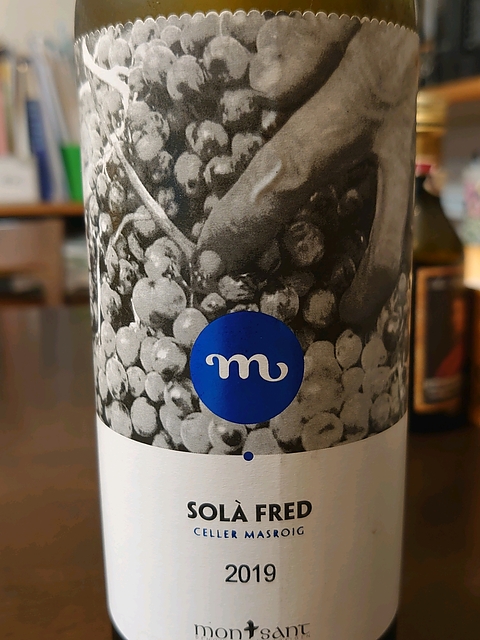 m
SOLÀ FRED
CELLER MASROIG
2019
montsant